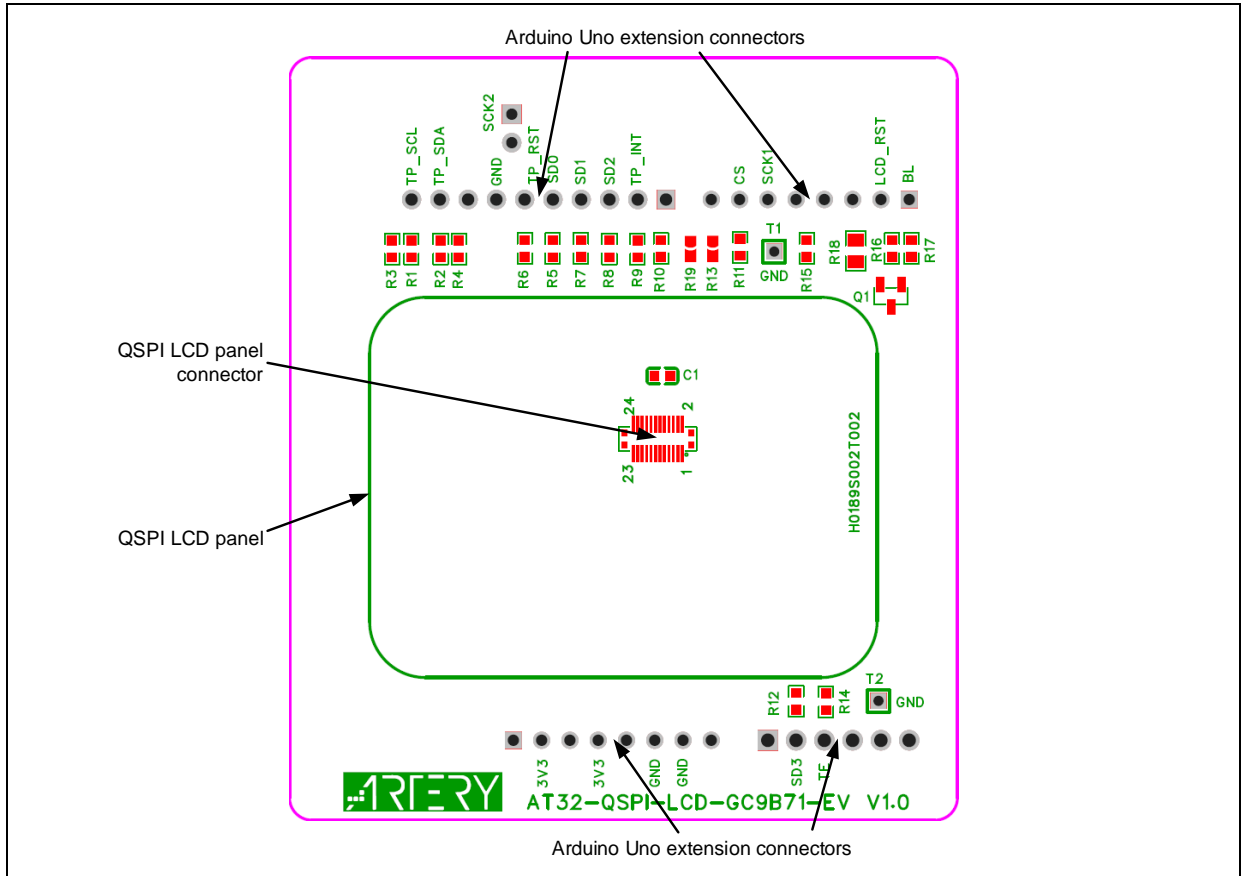 Arduino Uno extension connectors
SCK2
TP_SCL
TP_SDA
GND
TP_RST
SD0
SD1
SD2
TP_INT
CS
SCK1
LCD_RST
BL
T1
GND
R3
R1
R2
R4
R6
R5
R7
R8
R9
R10
R19
R13
R11
R15
R18
R16
R17
Q1
QSPI LCD panel
connector
C1
24
2
23
1
H0189S002T002
QSPI LCD panel
T2
R12
R14
GND
3V3
3V3
GND
GND
SD3
TE
ARTERY
AT32-QSPI-LCD-GC9B71-EV V1.0
Arduino Uno extension connectors